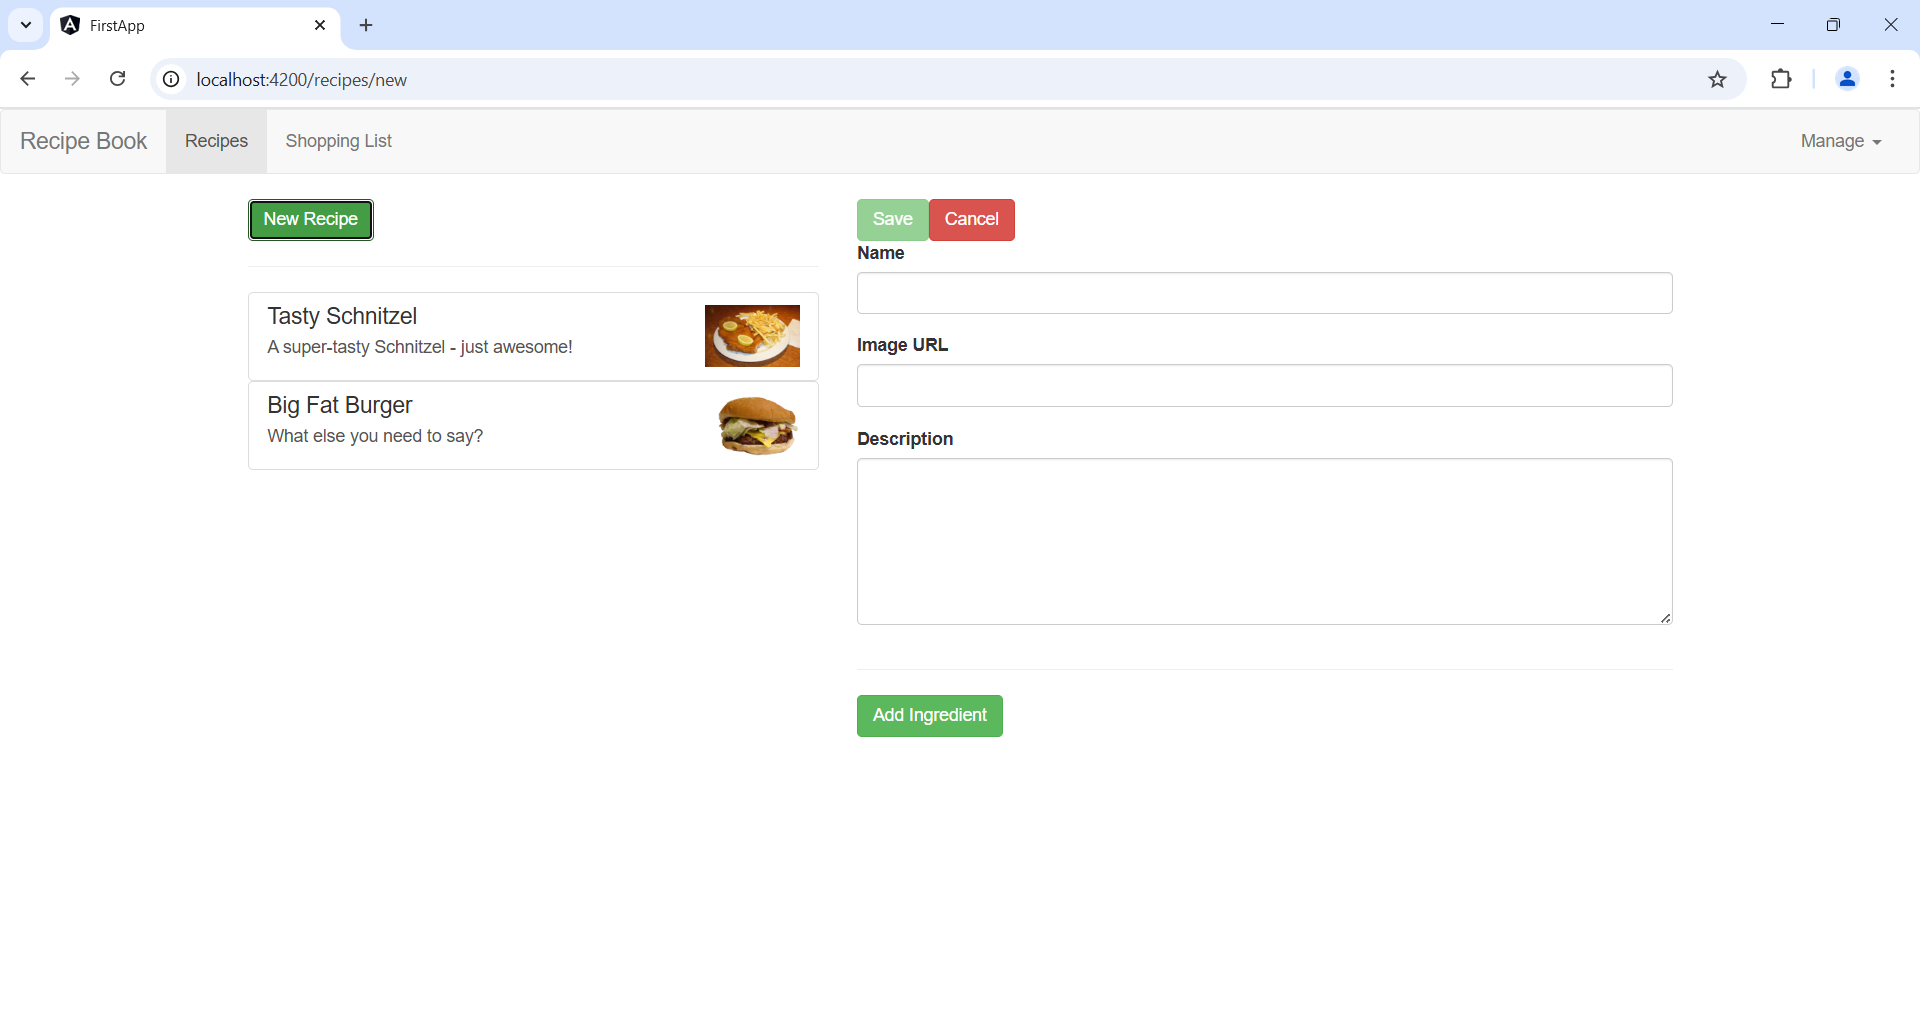 FirstApp
localhost:4200/recipes/new
Recipe Book Recipes Shopping List Manage
New Recipe
Tasty Schnitzel
A super-tasty Schnitzel - just awesome!
Big Fat Burger
What else you need to say?
Save Cancel
Name
Image URL
Description
Add Ingredient